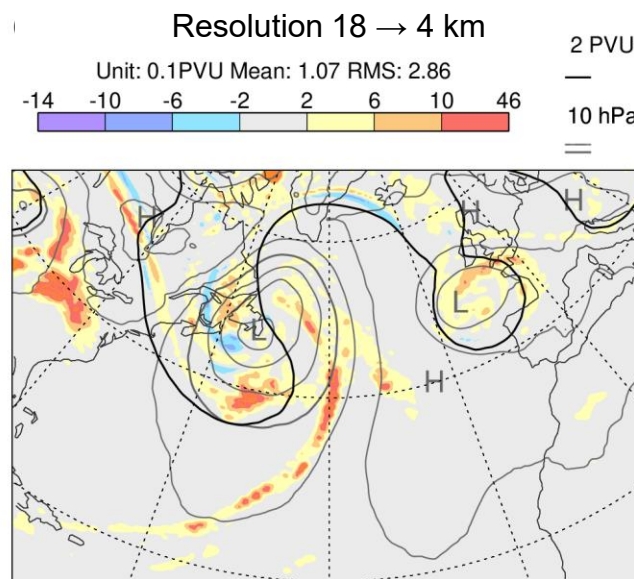 Resolution 18 → 4 km
2 PVU
Unit: 0.1PVU Mean: 1.07 RMS: 2.86
-14 -10 -6 -2 2 6 10 46
10 hPa
H H H
L L
H